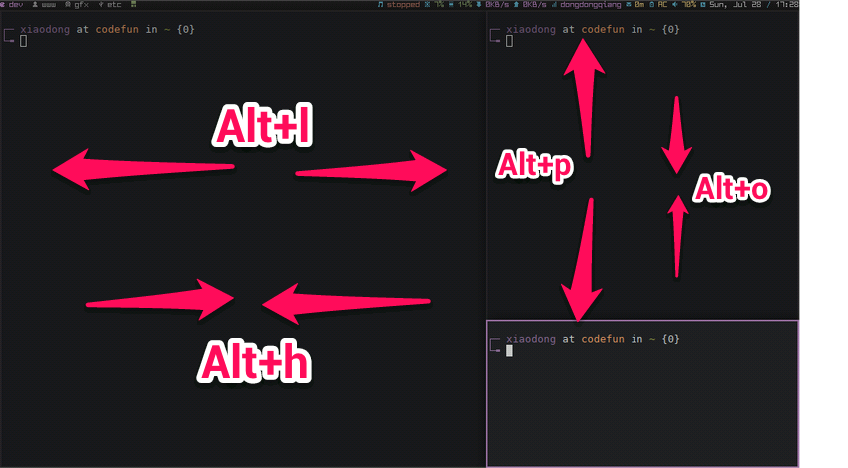 dev www gfx etc stopped 7% 14% 0KB/s 0KB/s dongdongqiang 0m AC 70% Sun, Jul 28 / 17:28
xiaodong at codefun in ~ {0}
xiaodong at codefun in ~ {0}
Alt+l
Alt+p
Alt+o
Alt+h
xiaodong at codefun in ~ {0}